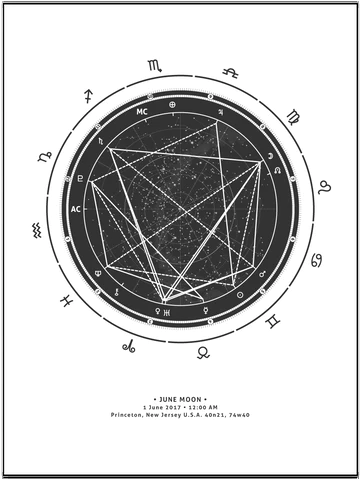 MC
AC
• JUNE MOON •
1 June 2017 • 12:00 AM
Princeton, New Jersey U.S.A. 40n21, 74w40